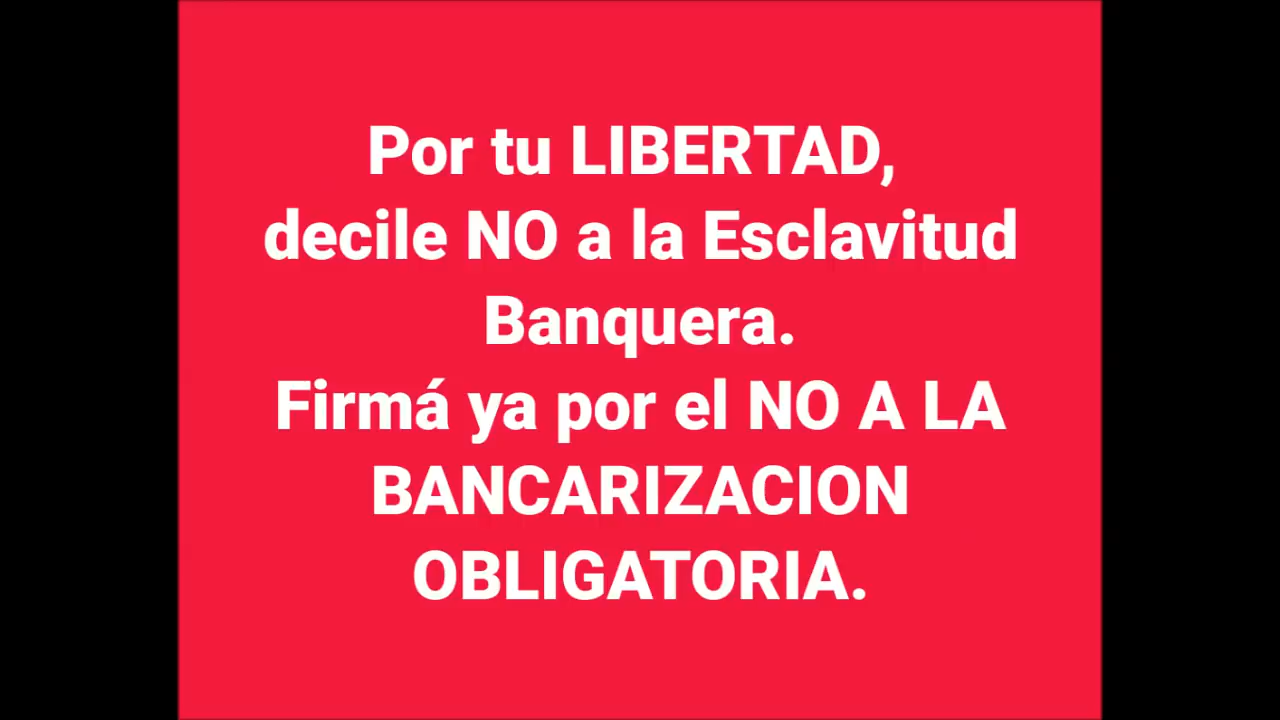 Por tu LIBERTAD,
decile NO a la Esclavitud
Banquera.
Firmá ya por el NO A LA
BANCARIZACION
OBLIGATORIA.